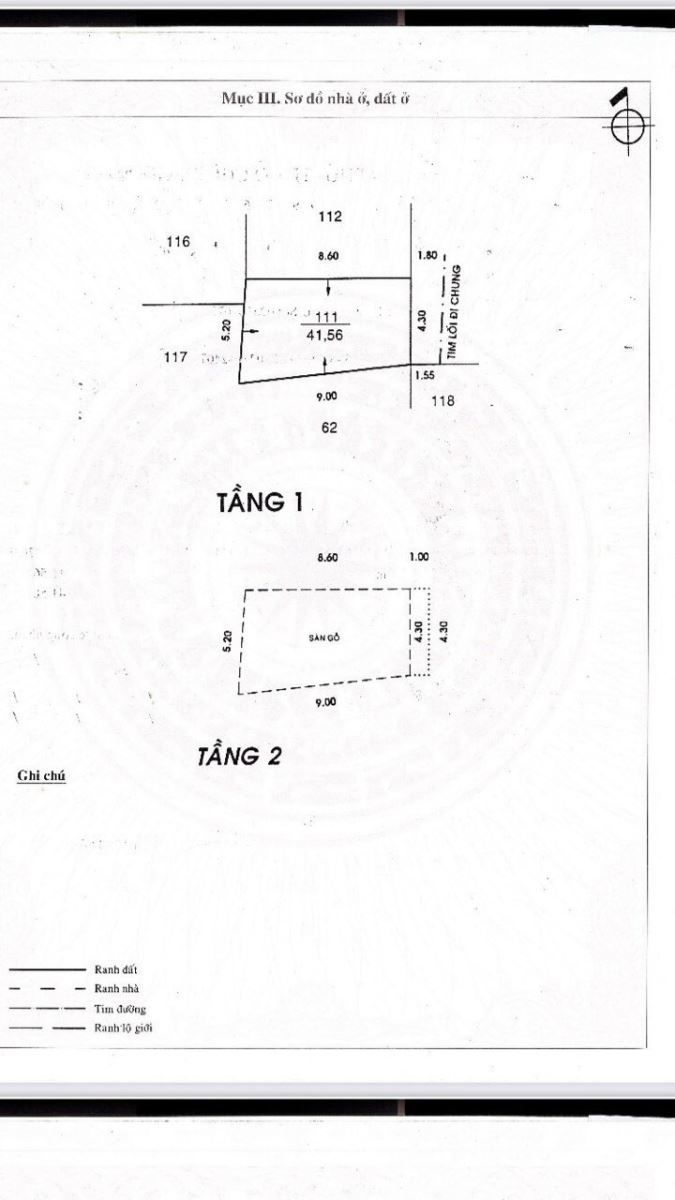 Mục III. Sơ đồ nhà ở, đất ở
112
116
8.60
1.80
TIM LỐI ĐI CHUNG
5.20
111
41,56
4.30
117
9.00
1.55
118
62
TẦNG 1
8.60
1.00
5.20
SÀN GỖ
4.30
4.30
9.00
TẦNG 2
Ghi chú
Ranh đất
Ranh nhà
Tim đường
Ranh lộ giới